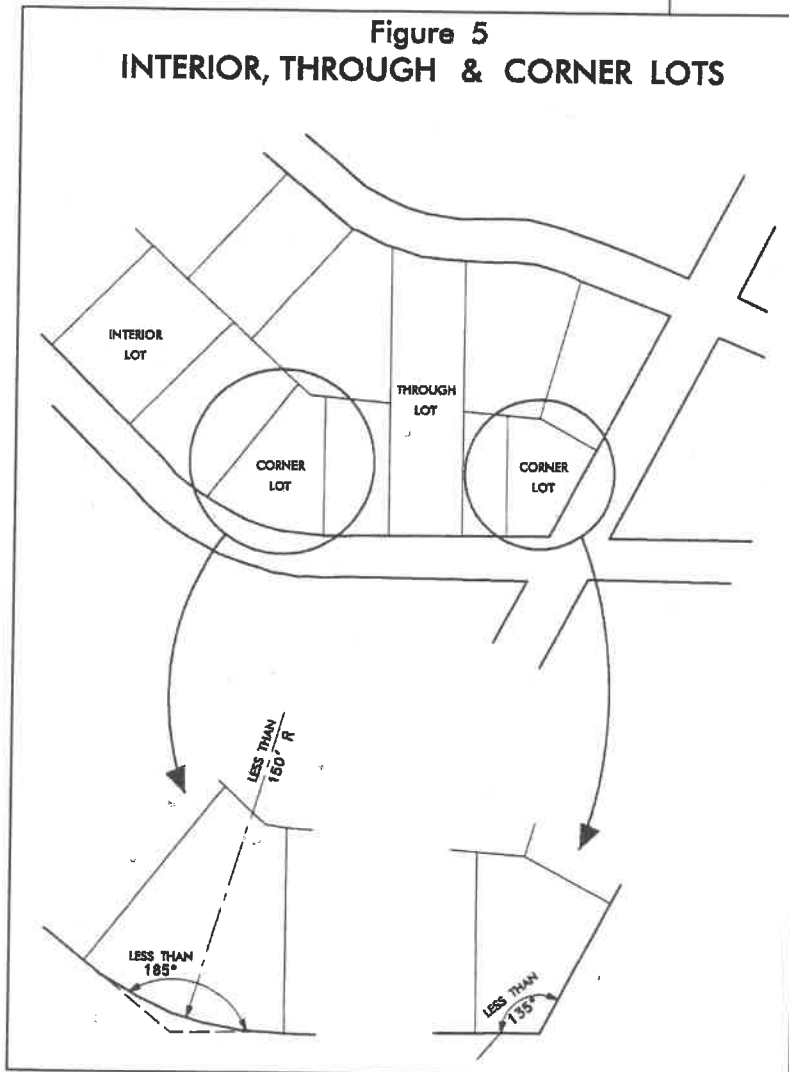 Figure 5
INTERIOR, THROUGH & CORNER LOTS
INTERIOR
LOT
THROUGH
LOT
CORNER
LOT
CORNER
LOT
LESS THAN
150' R
LESS THAN
185°
LESS THAN
135°